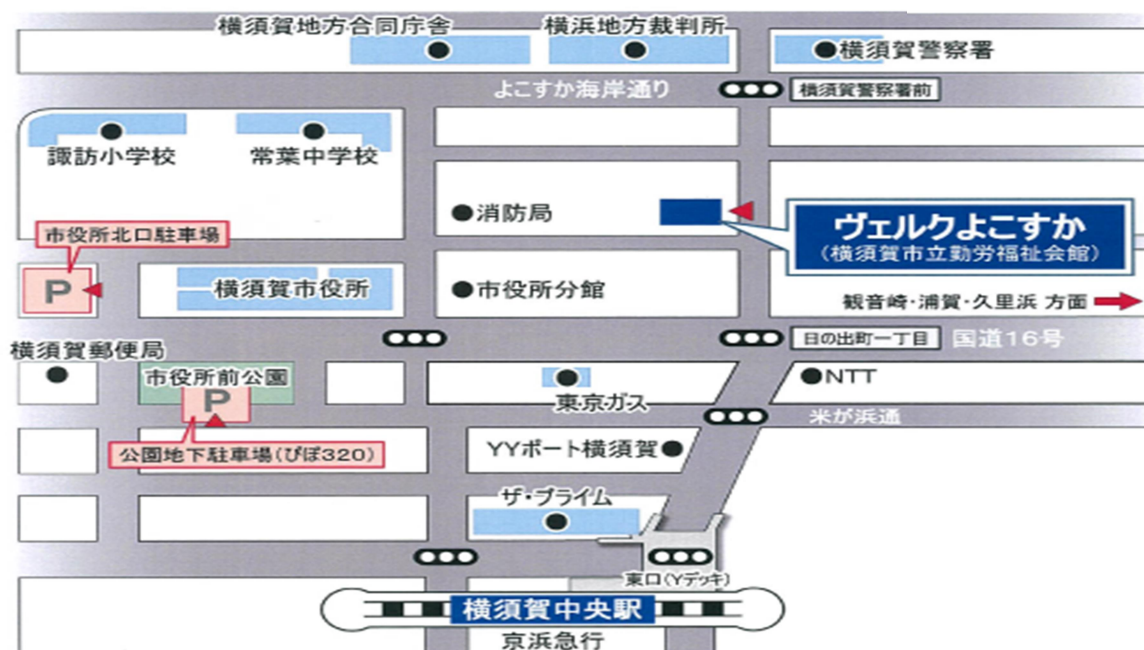 横須賀地方合同庁舎
横浜地方裁判所
横須賀警察署
よこすか海岸通り
横須賀警察署前
諏訪小学校
常葉中学校
消防局
ヴェルクよこすか
(横須賀市立勤労福祉会館)
市役所北口駐車場
P
横須賀市役所
市役所分館
観音崎・浦賀・久里浜 方面
日の出町一丁目
国道16号
横須賀郵便局
市役所前公園
P
東京ガス
NTT
米が浜通
公園地下駐車場(ぴぽ320)
YYポート横須賀
ザ・プライム
東口(Yデッキ)
横須賀中央駅
京浜急行